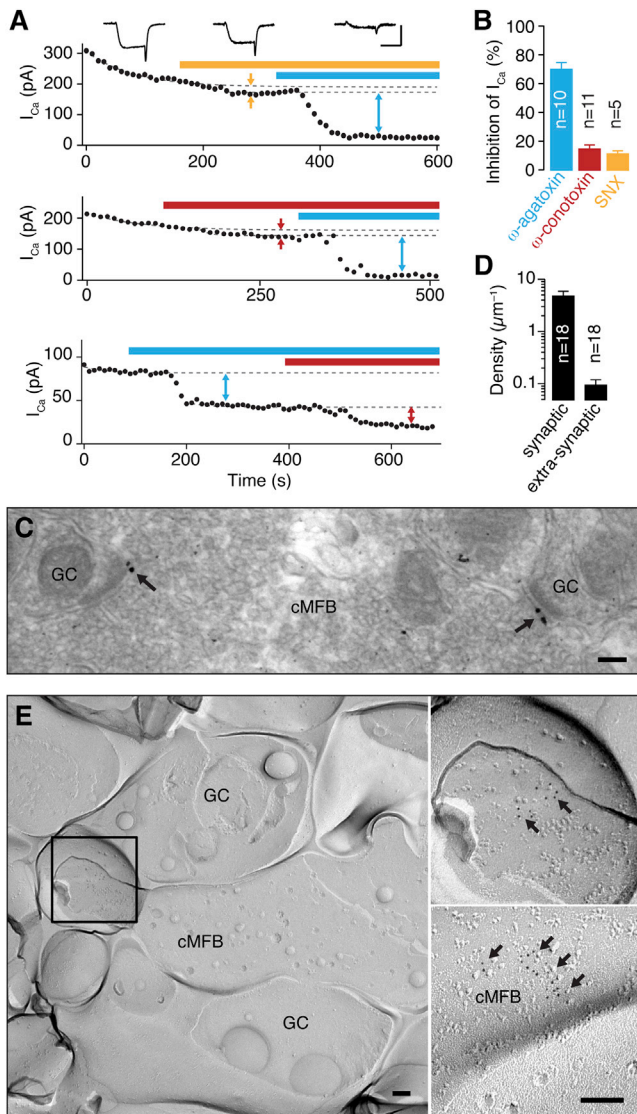 A
I_Ca (pA)
300
200
100
0
0
200
400
600
I_Ca (pA)
200
100
0
0
250
500
I_Ca (pA)
100
50
0
0
200
400
600
Time (s)
B
Inhibition of I_Ca (%)
100
80
60
40
20
0
n=10
n=11
n=5
ω-agatoxin
ω-conotoxin
SNX
D
Density (µm⁻¹)
10
1
0.1
n=18
n=18
synaptic
extra-synaptic
C
GC
cMFB
GC
E
GC
cMFB
GC
cMFB